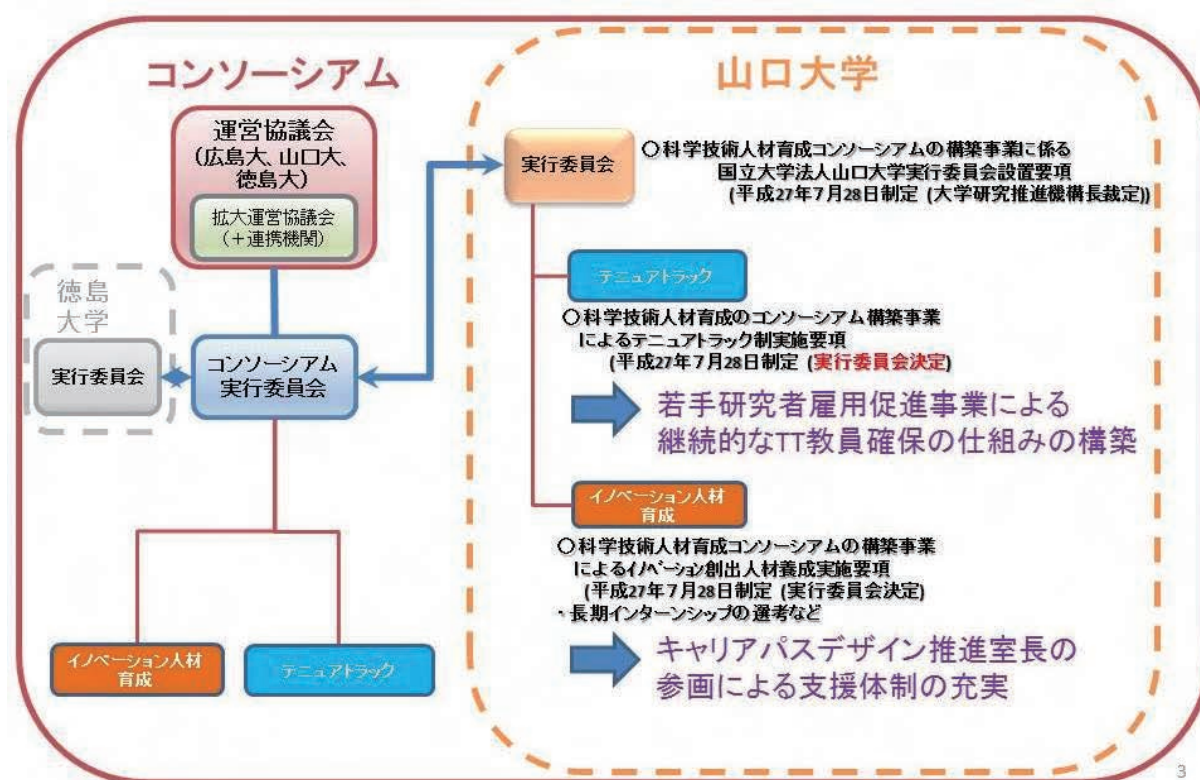 コンソーシアム
運営協議会
(広島大、山口大、
徳島大)
拡大運営協議会
(+連携機関)
徳島
大学
実行委員会
コンソーシアム
実行委員会
イノベーション人材
育成
テニュアトラック
山口大学
実行委員会
〇科学技術人材育成コンソーシアムの構築事業に係る
国立大学法人山口大学実行委員会設置要項
(平成27年7月28日制定 (大学研究推進機構長裁定))
テニュアトラック
〇科学技術人材育成のコンソーシアム構築事業
によるテニュアトラック制実施要項
(平成27年7月28日制定 (実行委員会決定)
若手研究者雇用促進事業による
継続的なTT教員確保の仕組みの構築
イノベーション人材
育成
〇科学技術人材育成コンソーシアムの構築事業
によるイノベーション創出人材養成実施要項
(平成27年7月28日制定 (実行委員会決定)
・長期インターンシップの選考など
キャリアパスデザイン推進室長の
参画による支援体制の充実
3